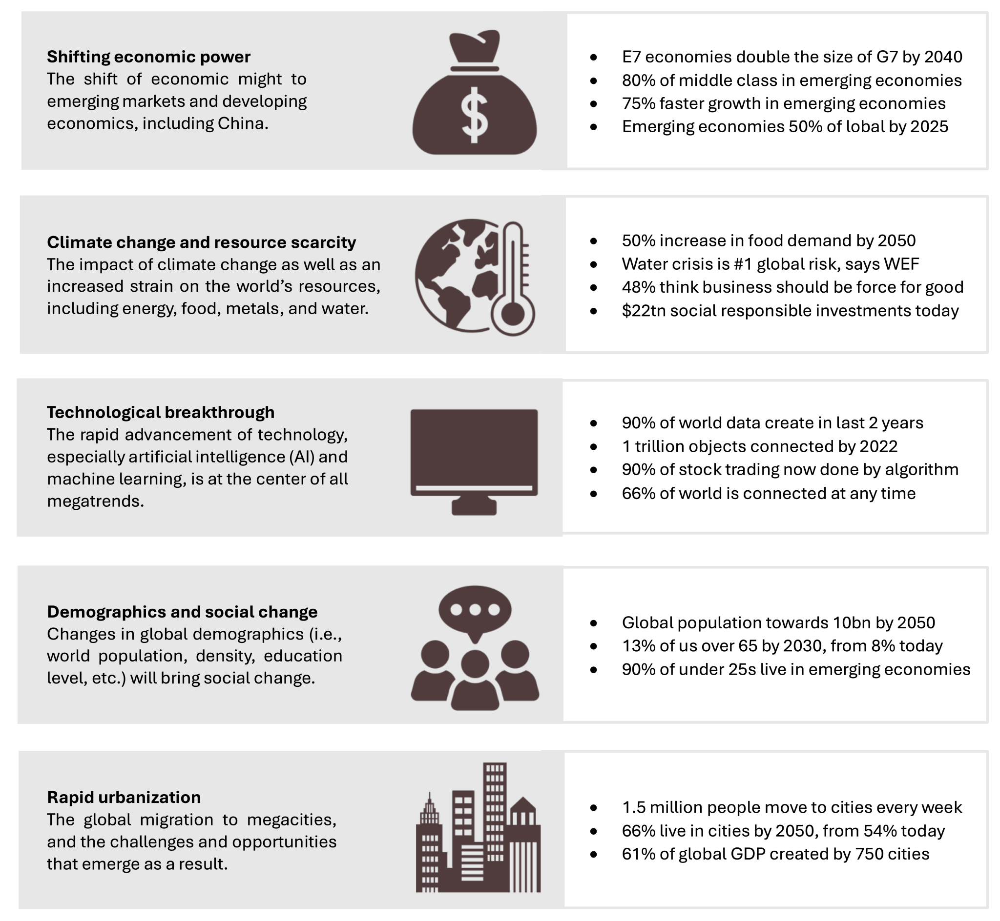 Shifting economic power
The shift of economic might to
emerging markets and developing
economics, including China.
$
• E7 economies double the size of G7 by 2040
• 80% of middle class in emerging economies
• 75% faster growth in emerging economies
• Emerging economies 50% of lobal by 2025
Climate change and resource scarcity
The impact of climate change as well as an
increased strain on the world’s resources,
including energy, food, metals, and water.
• 50% increase in food demand by 2050
• Water crisis is #1 global risk, says WEF
• 48% think business should be force for good
• $22tn social responsible investments today
Technological breakthrough
The rapid advancement of technology,
especially artificial intelligence (AI) and
machine learning, is at the center of all
megatrends.
• 90% of world data create in last 2 years
• 1 trillion objects connected by 2022
• 90% of stock trading now done by algorithm
• 66% of world is connected at any time
Demographics and social change
Changes in global demographics (i.e.,
world population, density, education
level, etc.) will bring social change.
• Global population towards 10bn by 2050
• 13% of us over 65 by 2030, from 8% today
• 90% of under 25s live in emerging economies
Rapid urbanization
The global migration to megacities,
and the challenges and opportunities
that emerge as a result.
• 1.5 million people move to cities every week
• 66% live in cities by 2050, from 54% today
• 61% of global GDP created by 750 cities